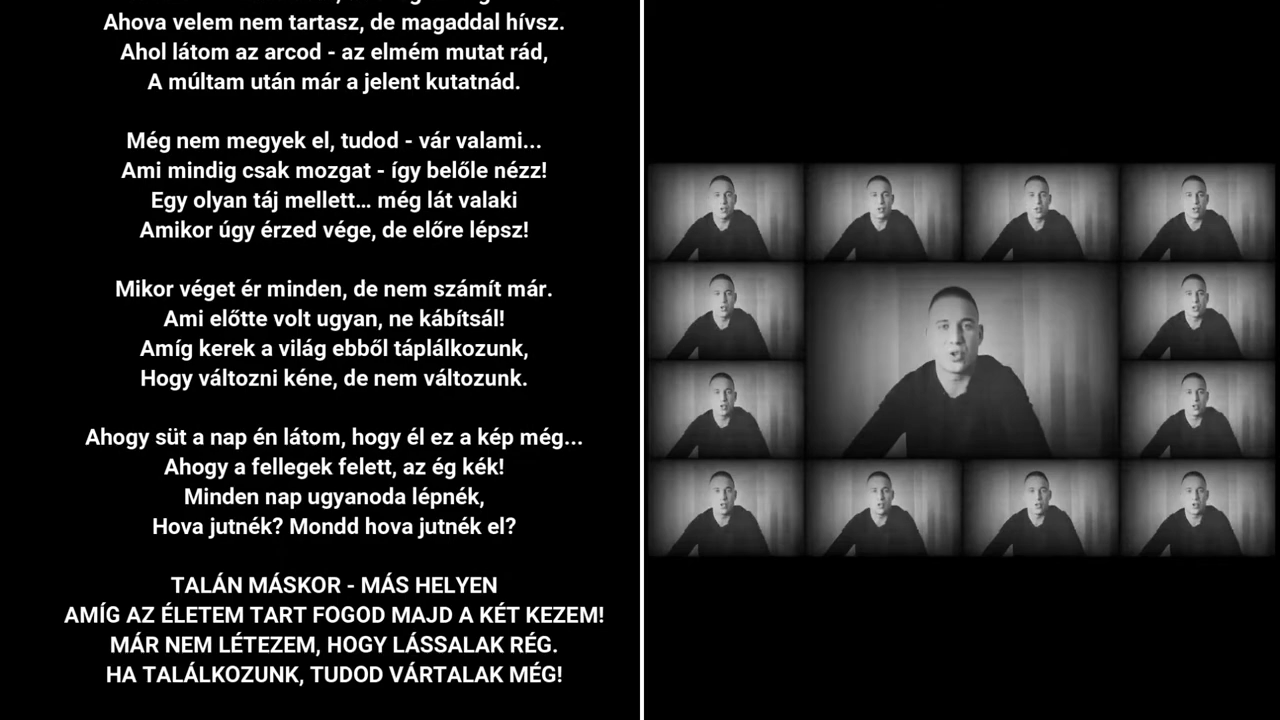 Ahova velem nem tartasz, de magaddal hívsz.
Ahol látom az arcod - az elmém mutat rád,
A múltam után már a jelent kutatnád.
Még nem megyek el, tudod - vár valami...
Ami mindig csak mozgat - így belőle nézz!
Egy olyan táj mellett... még lát valaki
Amikor úgy érzed vége, de előre lépsz!
Mikor véget ér minden, de nem számít már.
Ami előtte volt ugyan, ne kábítsál!
Amíg kerek a világ ebből táplálkozunk,
Hogy változni kéne, de nem változunk.
Ahogy süt a nap én látom, hogy él ez a kép még...
Ahogy a fellegek felett, az ég kék!
Minden nap ugyanoda lépnék,
Hova jutnék? Mondd hova jutnék el?
TALÁN MÁSKOR - MÁS HELYEN
AMÍG AZ ÉLETEM TART FOGOD MAJD A KÉT KEZEM!
MÁR NEM LÉTEZEM, HOGY LÁSSALAK RÉG.
HA TALÁLKOZUNK, TUDOD VÁRTALAK MÉG!